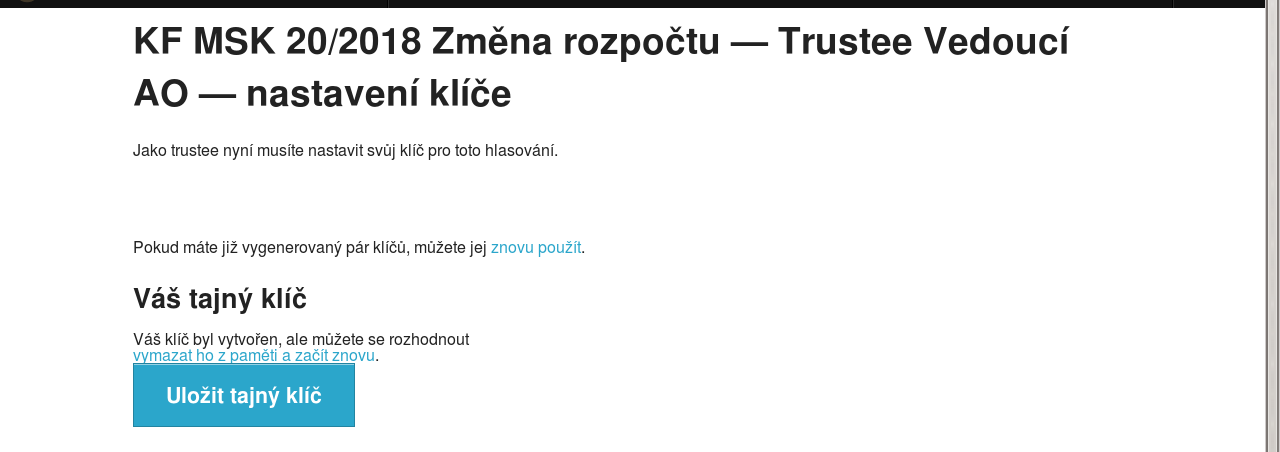 KF MSK 20/2018 Změna rozpočtu — Trustee Vedoucí
AO — nastavení klíče
Jako trustee nyní musíte nastavit svůj klíč pro toto hlasování.
Pokud máte již vygenerovaný pár klíčů, můžete jej znovu použít.
Váš tajný klíč
Váš klíč byl vytvořen, ale můžete se rozhodnout
vymazat ho z paměti a začít znovu.
Uložit tajný klíč